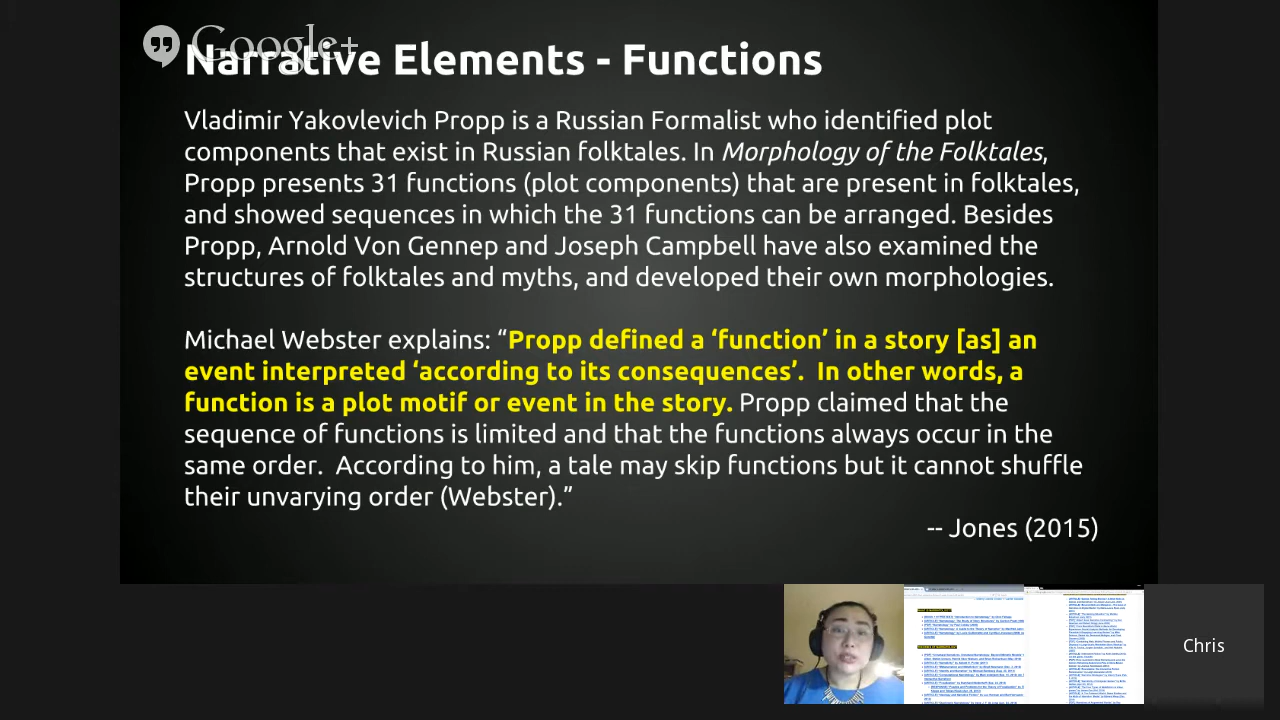 Google+
Narrative Elements - Functions
Vladimir Yakovlevich Propp is a Russian Formalist who identified plot
components that exist in Russian folktales. In Morphology of the Folktales,
Propp presents 31 functions (plot components) that are present in folktales,
and showed sequences in which the 31 functions can be arranged. Besides
Propp, Arnold Von Gennep and Joseph Campbell have also examined the
structures of folktales and myths, and developed their own morphologies.
Michael Webster explains: “Propp defined a ‘function’ in a story [as] an
event interpreted ‘according to its consequences’. In other words, a
function is a plot motif or event in the story. Propp claimed that the
sequence of functions is limited and that the functions always occur in the
same order. According to him, a tale may skip functions but it cannot shuffle
their unvarying order (Webster).”
-- Jones (2015)
Chris